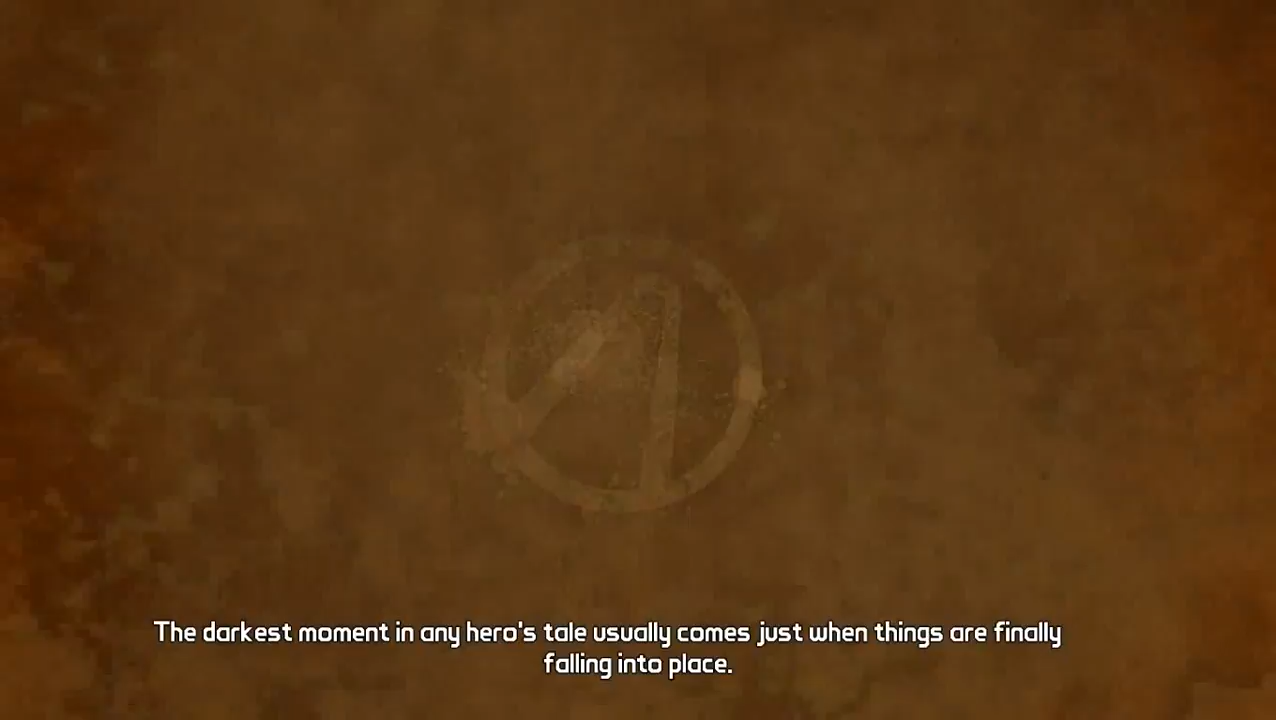 The darkest moment in any hero's tale usually comes just when things are finally
falling into place.